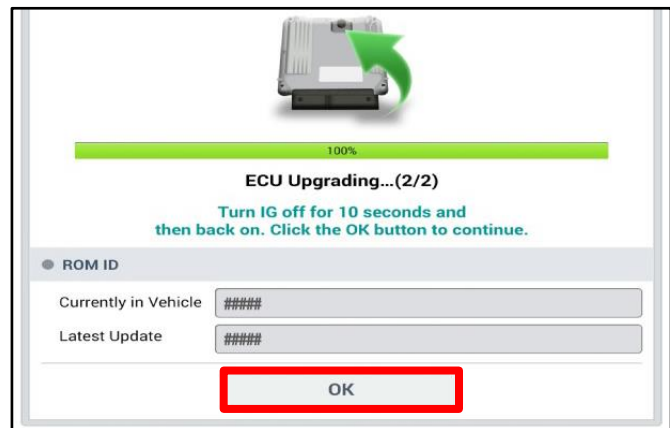 100%
ECU Upgrading...(2/2)
Turn IG off for 10 seconds and
then back on. Click the OK button to continue.
ROM ID
Currently in Vehicle #####
Latest Update #####
OK